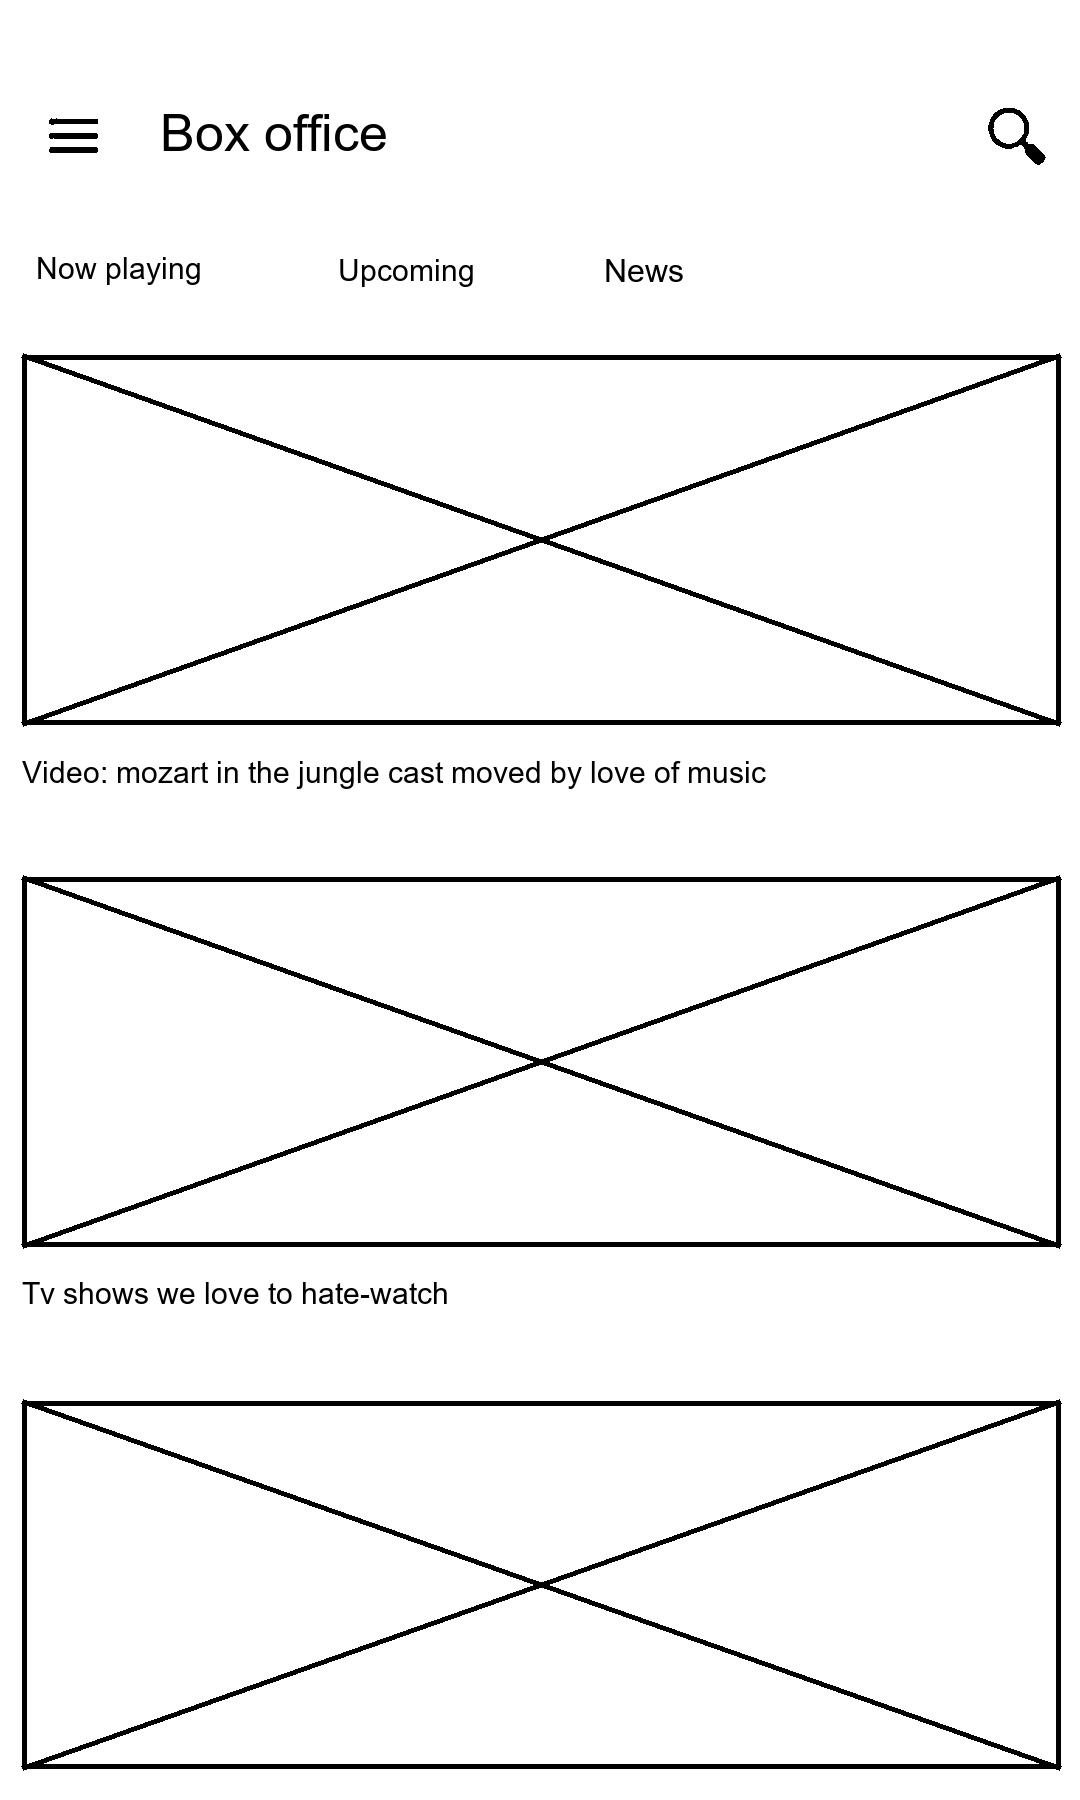 Box office
Now playing Upcoming News
Video: mozart in the jungle cast moved by love of music
Tv shows we love to hate-watch